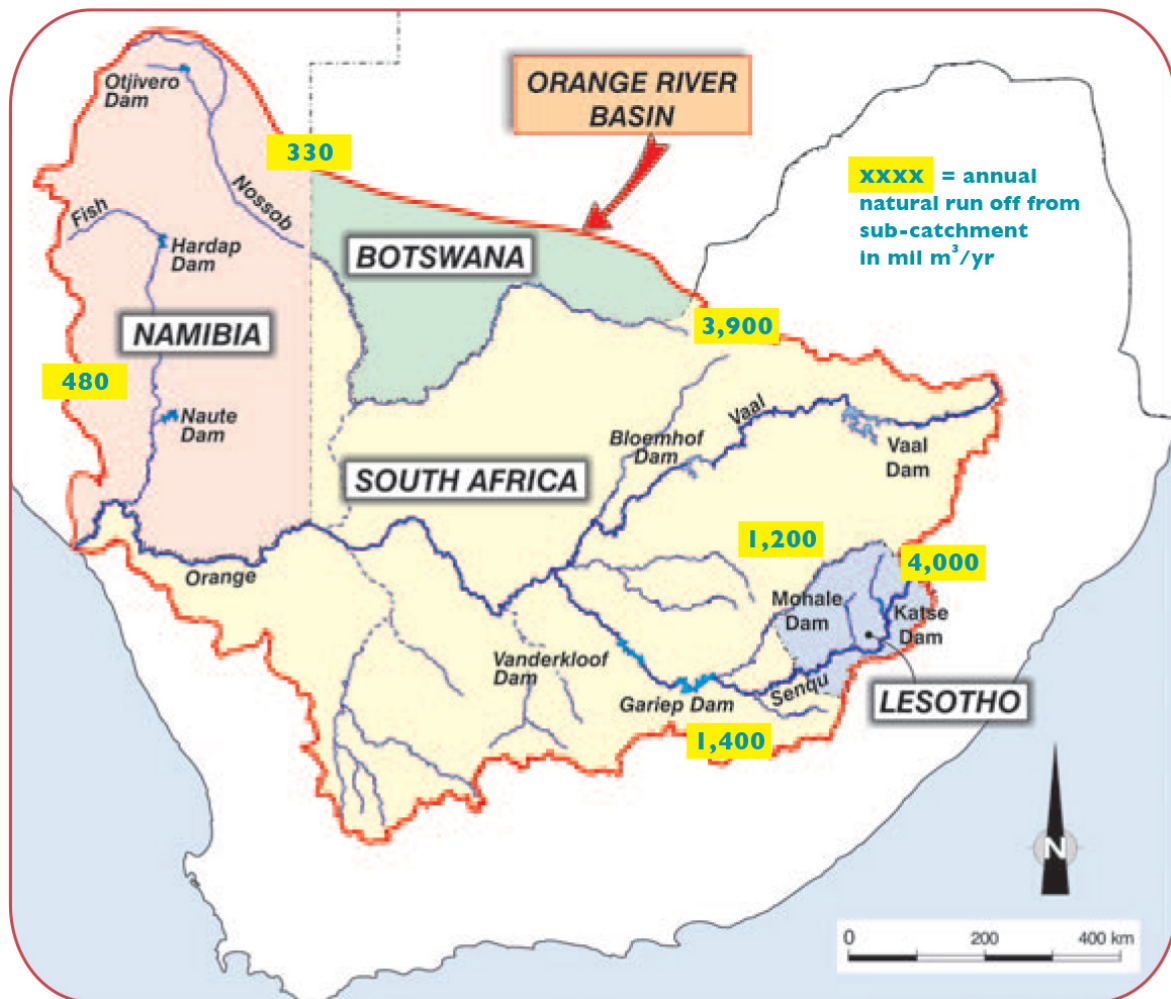 Otjivero
Dam
ORANGE RIVER
BASIN
330
xxxx = annual
natural run off from
sub-catchment
in mil m³/yr
Fish
Nossob
Hardap
Dam
BOTSWANA
NAMIBIA
3,900
480
Naute
Dam
Bloemhof
Dam
Vaal
Vaal
Dam
SOUTH AFRICA
1,200
4,000
Orange
Mohale
Dam
Katse
Dam
Vanderkloof
Dam
Gariep Dam
Senqu
LESOTHO
1,400
N
0 200 400 km